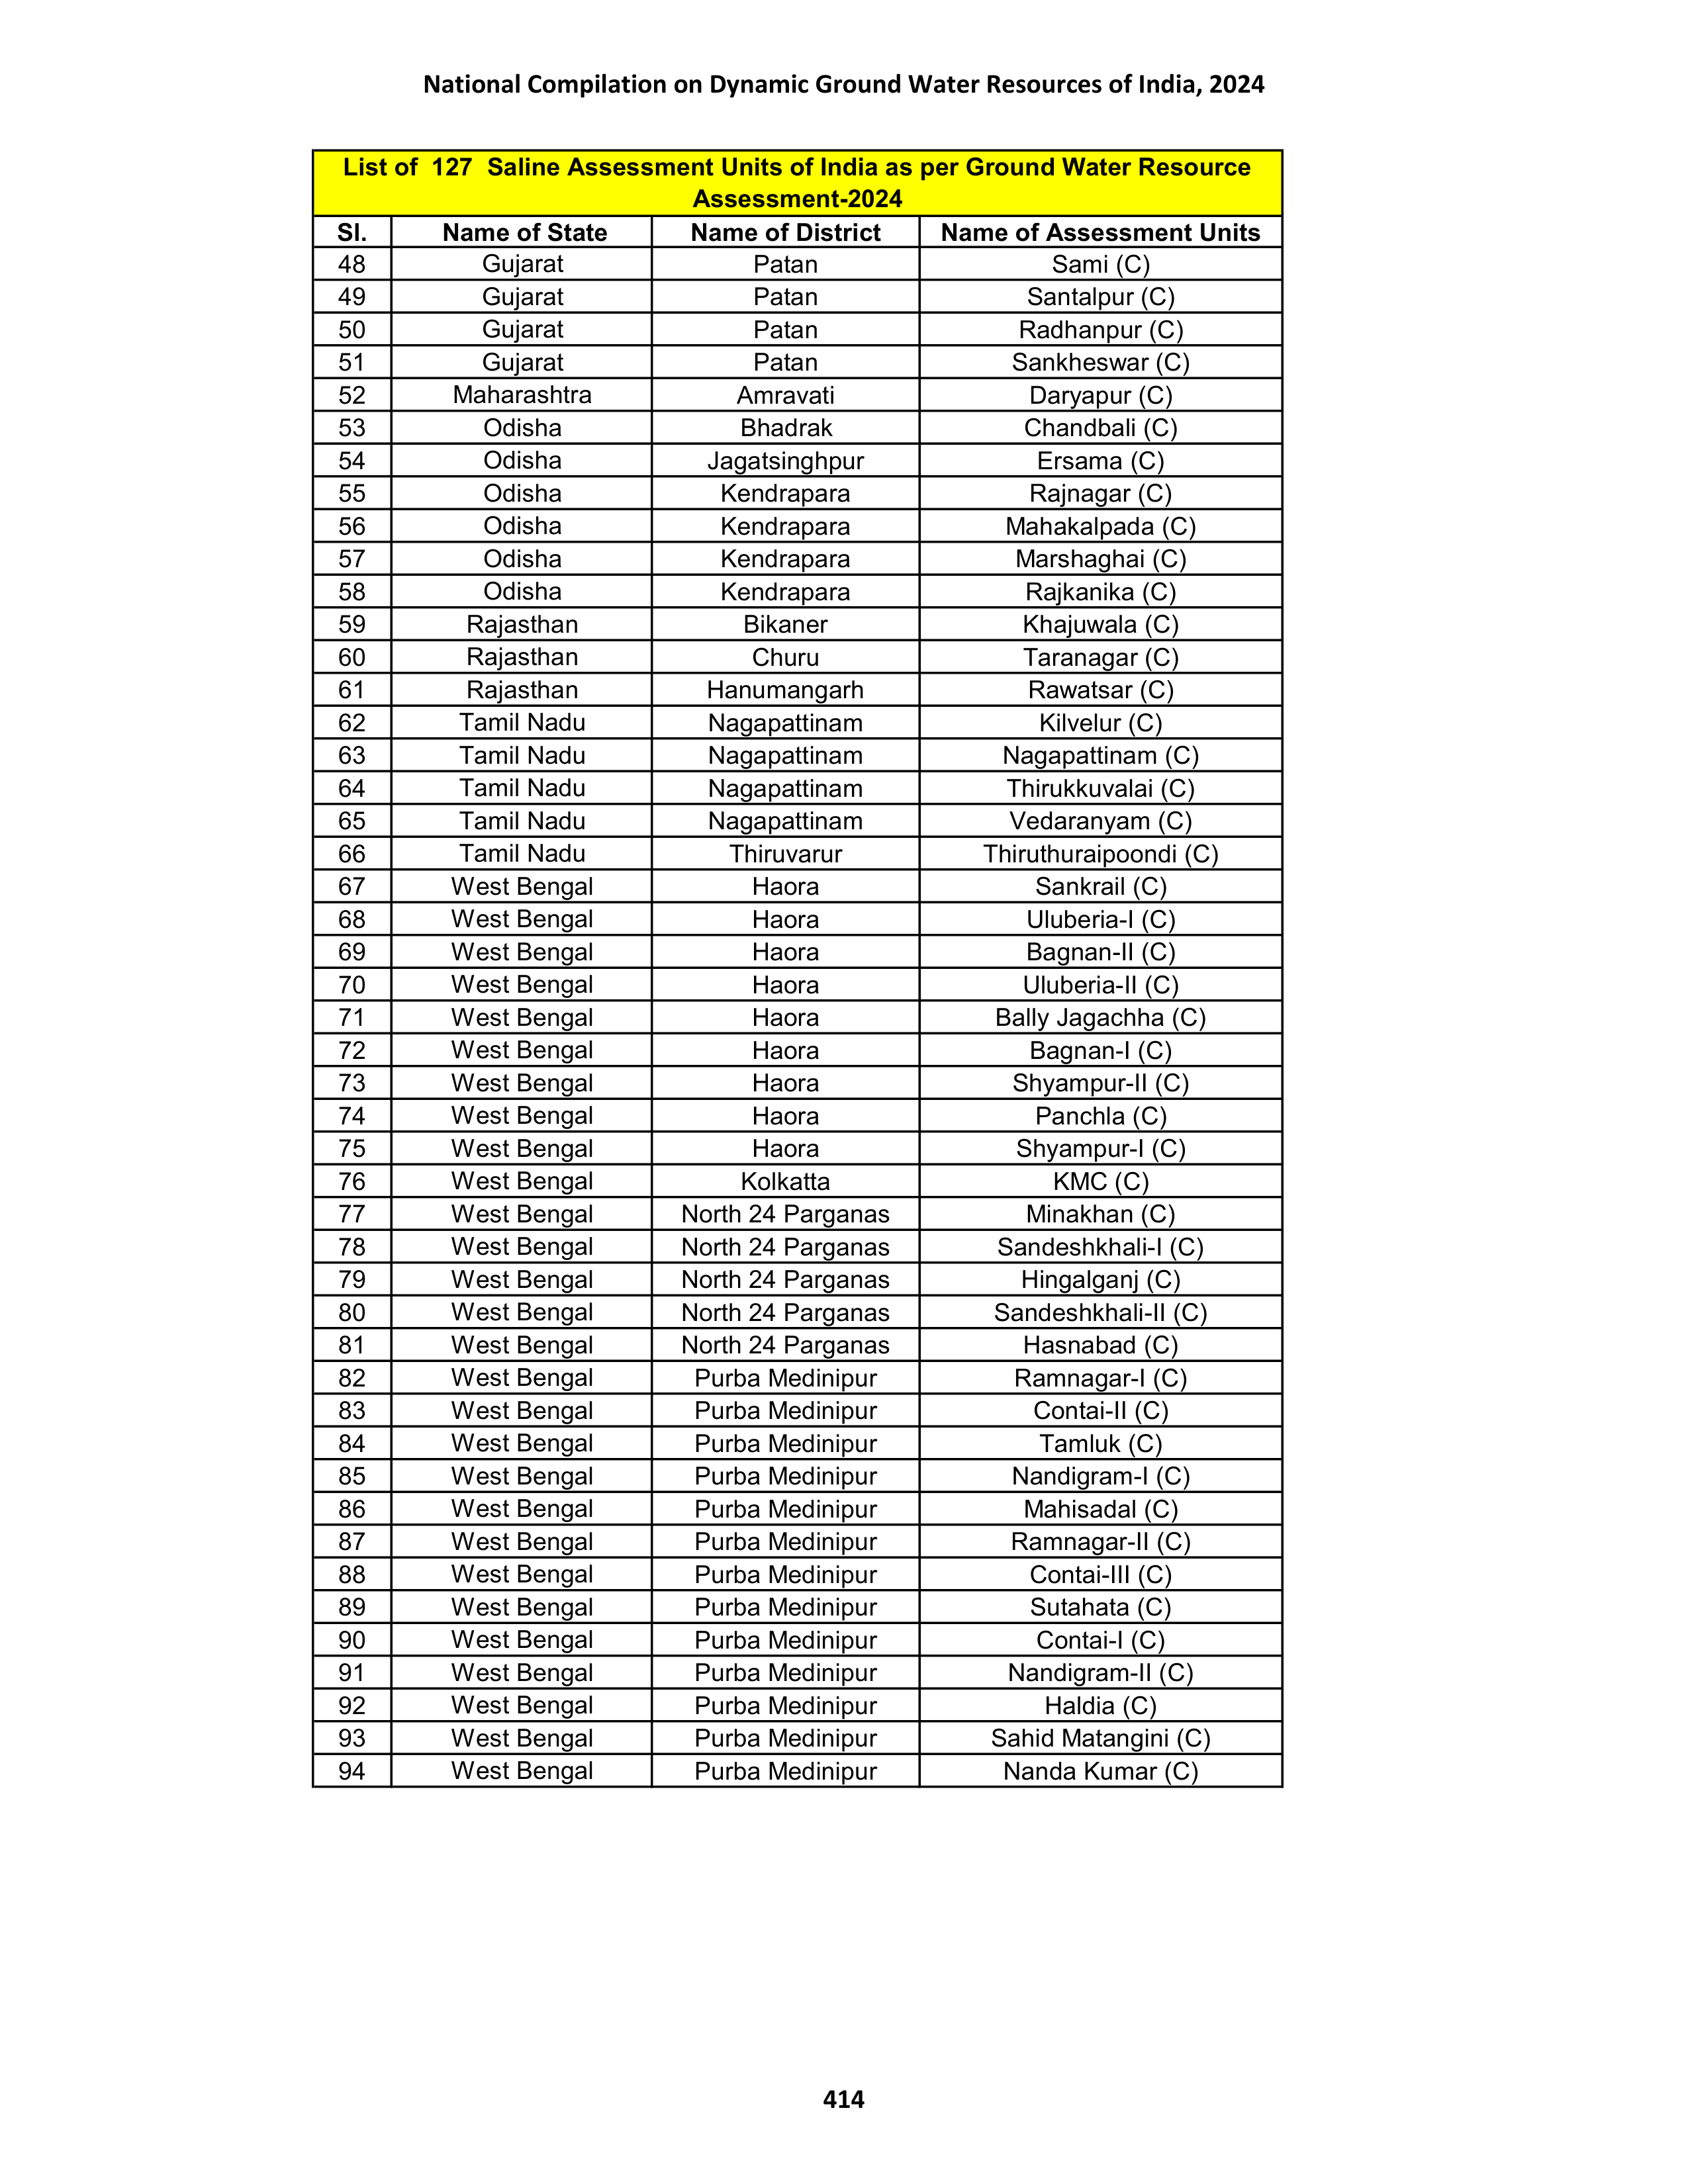 National Compilation on Dynamic Ground Water Resources of India, 2024
List of 127 Saline Assessment Units of India as per Ground Water Resource
Assessment-2024
Sl. Name of State Name of District Name of Assessment Units
48 Gujarat Patan Sami (C)
49 Gujarat Patan Santalpur (C)
50 Gujarat Patan Radhanpur (C)
51 Gujarat Patan Sankheswar (C)
52 Maharashtra Amravati Daryapur (C)
53 Odisha Bhadrak Chandbali (C)
54 Odisha Jagatsinghpur Ersama (C)
55 Odisha Kendrapara Rajnagar (C)
56 Odisha Kendrapara Mahakalpada (C)
57 Odisha Kendrapara Marshaghai (C)
58 Odisha Kendrapara Rajkanika (C)
59 Rajasthan Bikaner Khajuwala (C)
60 Rajasthan Churu Taranagar (C)
61 Rajasthan Hanumangarh Rawatsar (C)
62 Tamil Nadu Nagapattinam Kilvelur (C)
63 Tamil Nadu Nagapattinam Nagapattinam (C)
64 Tamil Nadu Nagapattinam Thirukkuvalai (C)
65 Tamil Nadu Nagapattinam Vedaranyam (C)
66 Tamil Nadu Thiruvarur Thiruthuraipoondi (C)
67 West Bengal Haora Sankrail (C)
68 West Bengal Haora Uluberia-I (C)
69 West Bengal Haora Bagnan-II (C)
70 West Bengal Haora Uluberia-II (C)
71 West Bengal Haora Bally Jagachha (C)
72 West Bengal Haora Bagnan-I (C)
73 West Bengal Haora Shyampur-II (C)
74 West Bengal Haora Panchla (C)
75 West Bengal Haora Shyampur-I (C)
76 West Bengal Kolkatta KMC (C)
77 West Bengal North 24 Parganas Minakhan (C)
78 West Bengal North 24 Parganas Sandeshkhali-I (C)
79 West Bengal North 24 Parganas Hingalganj (C)
80 West Bengal North 24 Parganas Sandeshkhali-II (C)
81 West Bengal North 24 Parganas Hasnabad (C)
82 West Bengal Purba Medinipur Ramnagar-I (C)
83 West Bengal Purba Medinipur Contai-II (C)
84 West Bengal Purba Medinipur Tamluk (C)
85 West Bengal Purba Medinipur Nandigram-I (C)
86 West Bengal Purba Medinipur Mahisadal (C)
87 West Bengal Purba Medinipur Ramnagar-II (C)
88 West Bengal Purba Medinipur Contai-III (C)
89 West Bengal Purba Medinipur Sutahata (C)
90 West Bengal Purba Medinipur Contai-I (C)
91 West Bengal Purba Medinipur Nandigram-II (C)
92 West Bengal Purba Medinipur Haldia (C)
93 West Bengal Purba Medinipur Sahid Matangini (C)
94 West Bengal Purba Medinipur Nanda Kumar (C)
414